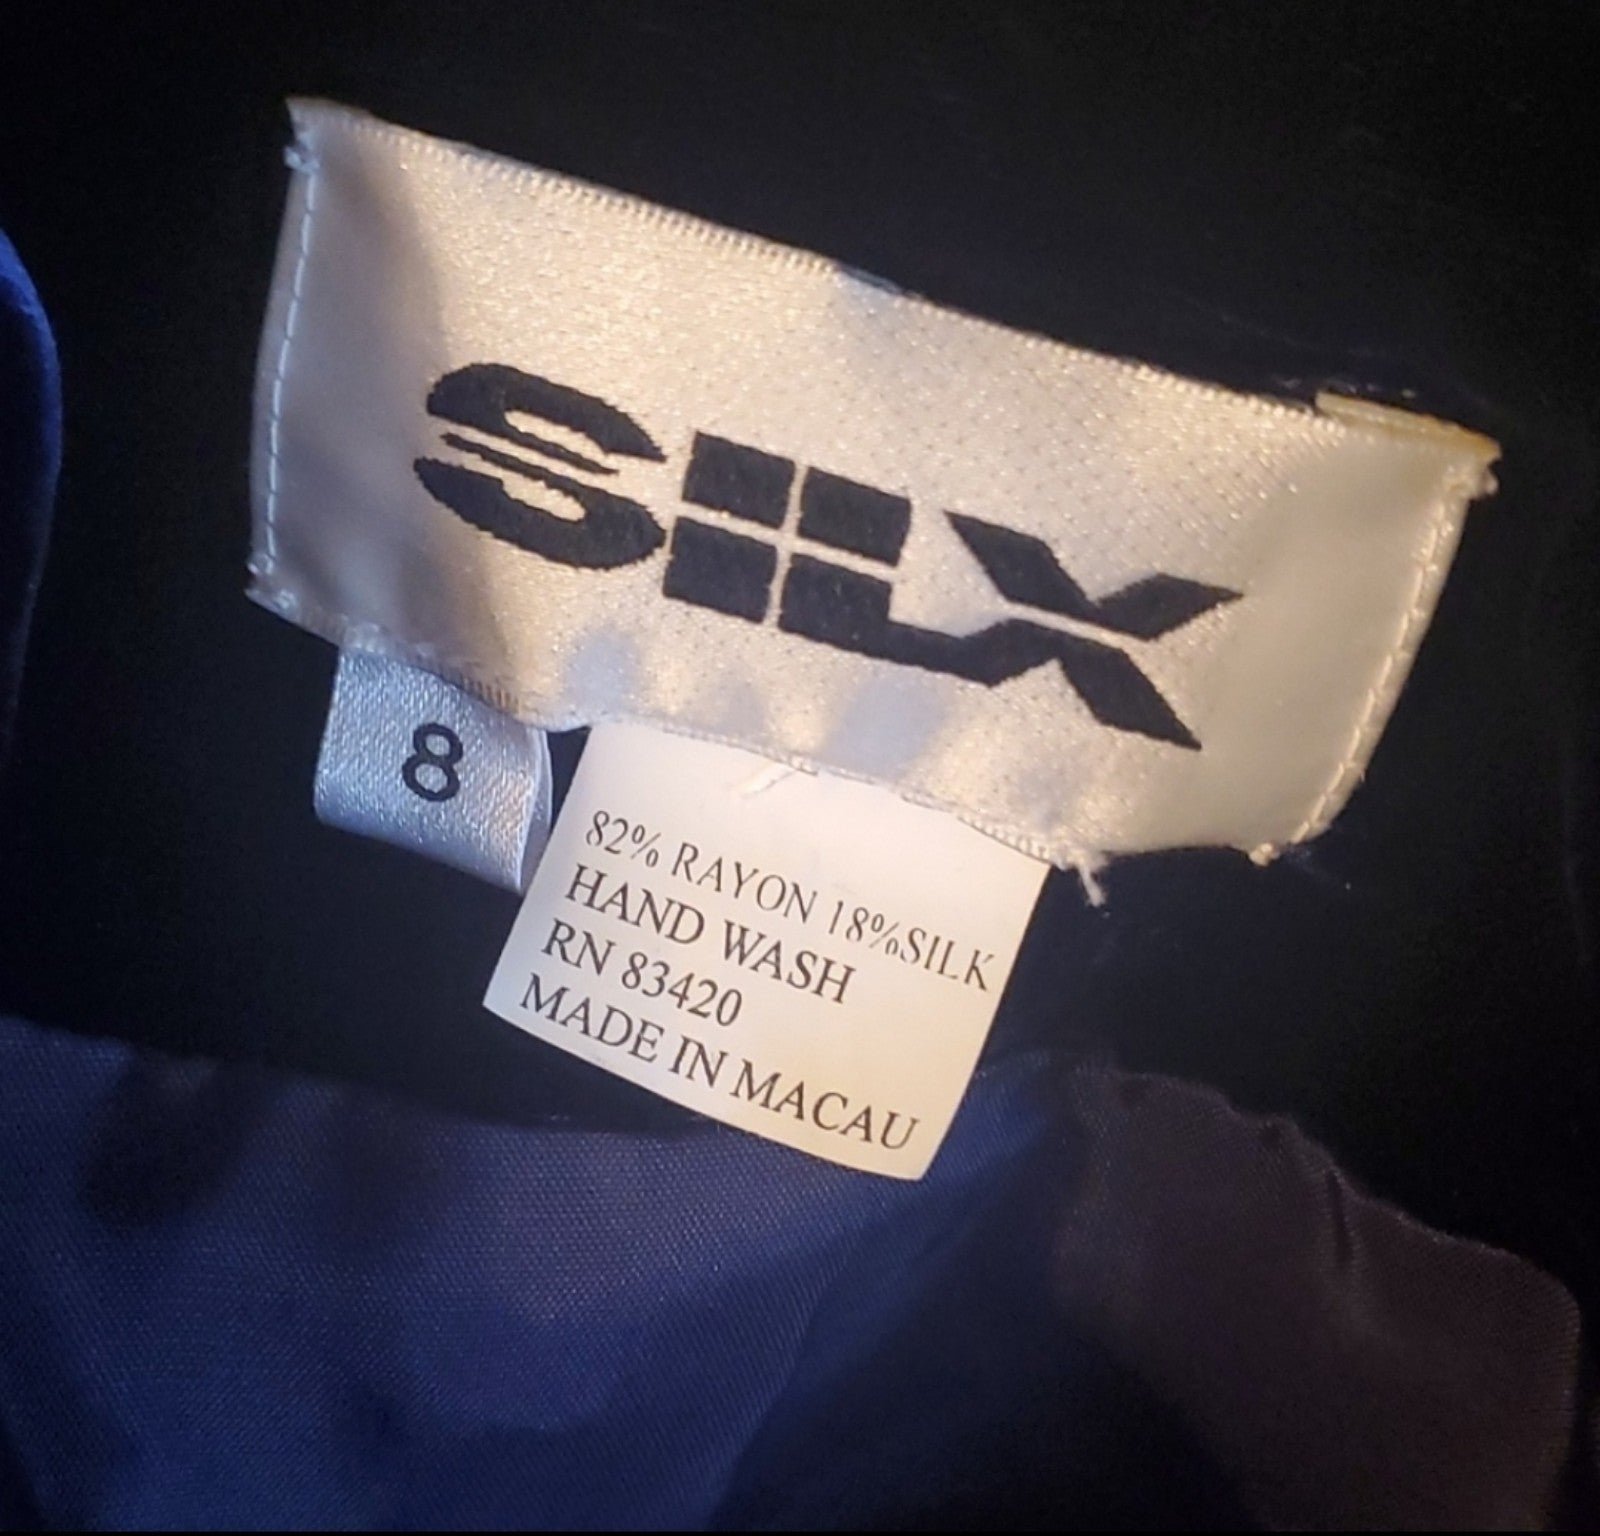 SILX
8
82% RAYON 18%SILK
HAND WASH
RN 83420
MADE IN MACAU